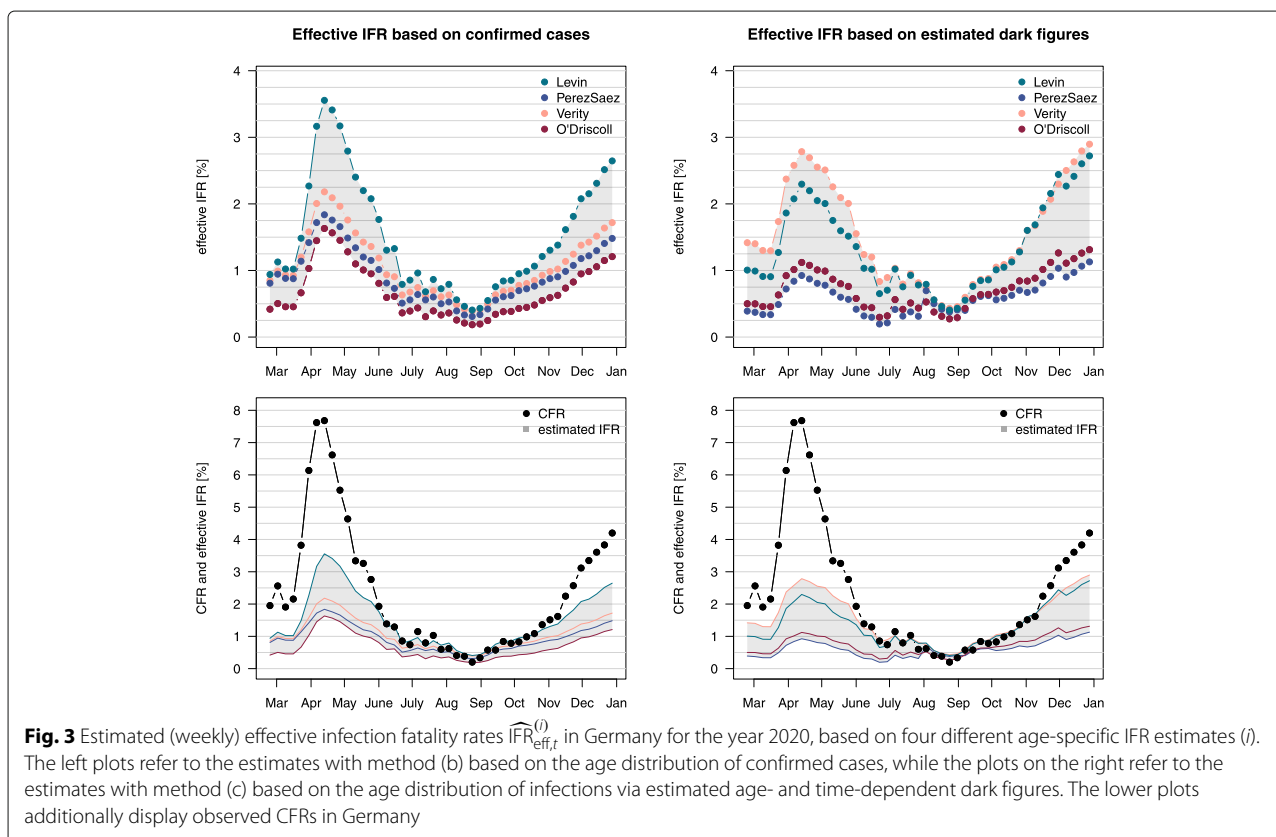 Effective IFR based on confirmed cases
effective IFR [%]
4
3
2
1
0
Levin
PerezSaez
Verity
O'Driscoll
Mar Apr May June July Aug Sep Oct Nov Dec Jan
Effective IFR based on estimated dark figures
effective IFR [%]
4
3
2
1
0
Levin
PerezSaez
Verity
O'Driscoll
Mar Apr May June July Aug Sep Oct Nov Dec Jan
CFR and effective IFR [%]
8
7
6
5
4
3
2
1
0
CFR
estimated IFR
Mar Apr May June July Aug Sep Oct Nov Dec Jan
CFR and effective IFR [%]
8
7
6
5
4
3
2
1
0
CFR
estimated IFR
Mar Apr May June July Aug Sep Oct Nov Dec Jan
Fig. 3 Estimated (weekly) effective infection fatality rates $\widehat{\text{IFR}}_{\text{eff},t}^{(i)}$ in Germany for the year 2020, based on four different age-specific IFR estimates (i).
The left plots refer to the estimates with method (b) based on the age distribution of confirmed cases, while the plots on the right refer to the
estimates with method (c) based on the age distribution of infections via estimated age- and time-dependent dark figures. The lower plots
additionally display observed CFRs in Germany